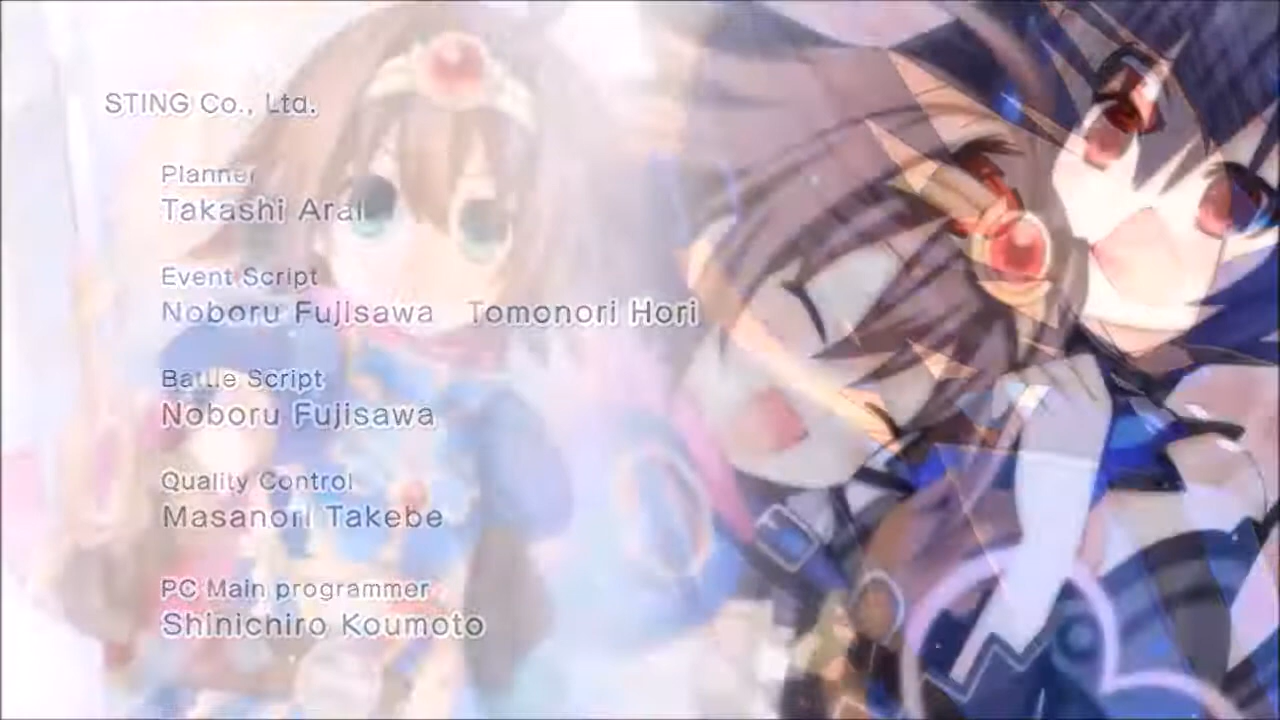 STING Co., Ltd.
Planner
Takashi Arai
Event Script
Noboru Fujisawa Tomonori Hori
Battle Script
Noboru Fujisawa
Quality Control
Masanori Takebe
PC Main programmer
Shinichiro Koumoto